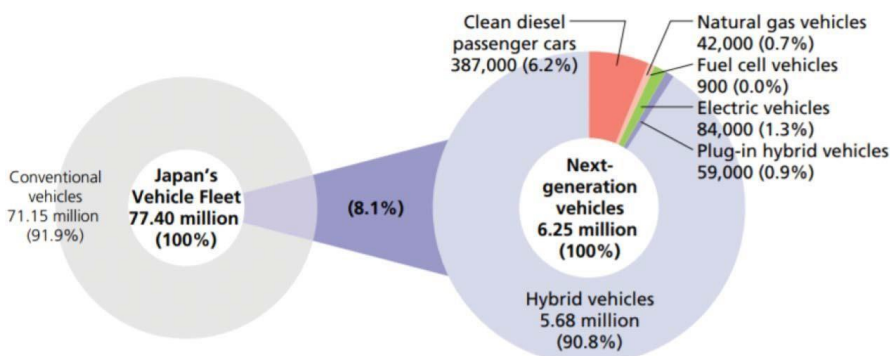 Conventional
vehicles
71.15 million
(91.9%)
Japan's
Vehicle Fleet
77.40 million
(100%)
(8.1%)
Clean diesel
passenger cars
387,000 (6.2%)
Natural gas vehicles
42,000 (0.7%)
Fuel cell vehicles
900 (0.0%)
Electric vehicles
84,000 (1.3%)
Plug-in hybrid vehicles
59,000 (0.9%)
Next-
generation
vehicles
6.25 million
(100%)
Hybrid vehicles
5.68 million
(90.8%)